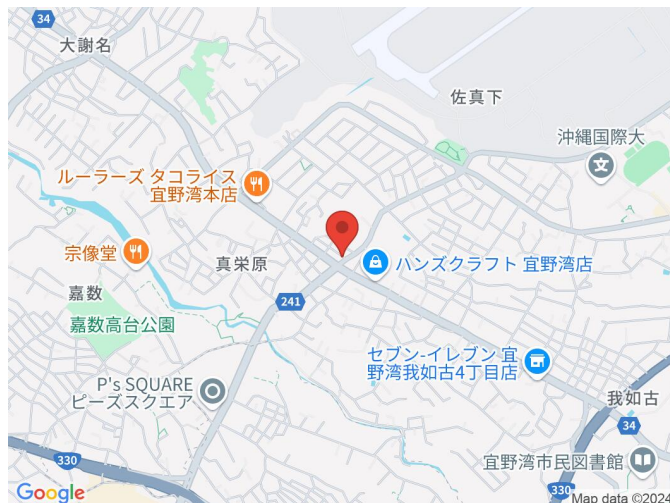 34
大謝名
佐真下
沖縄国際大
ルーラーズ タコライス
宜野湾本店
宗像堂
真栄原
ハンズクラフト 宜野湾店
嘉数
241
嘉数高台公園
セブン-イレブン 宜
野湾我如古4丁目店
P's SQUARE
ピーズスクエア
我如古
34
330
宜野湾市民図書館
330
Google
Map data ©2024